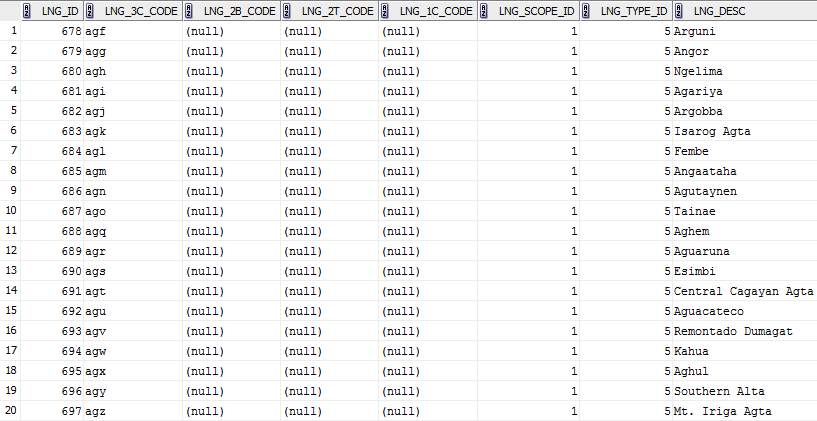 LNG_ID LNG_3C_CODE LNG_2B_CODE LNG_2T_CODE LNG_1C_CODE LNG_SCOPE_ID LNG_TYPE_ID LNG_DESC
1 678 agf (null) (null) (null) 1 5 Arguni
2 679 agg (null) (null) (null) 1 5 Angor
3 680 agh (null) (null) (null) 1 5 Ngelima
4 681 agi (null) (null) (null) 1 5 Agariya
5 682 agj (null) (null) (null) 1 5 Argobba
6 683 agk (null) (null) (null) 1 5 Isarog Agta
7 684 agl (null) (null) (null) 1 5 Fembe
8 685 agm (null) (null) (null) 1 5 Angaataha
9 686 agn (null) (null) (null) 1 5 Agutaynen
10 687 ago (null) (null) (null) 1 5 Tainae
11 688 agq (null) (null) (null) 1 5 Aghem
12 689 agr (null) (null) (null) 1 5 Aguaruna
13 690 ags (null) (null) (null) 1 5 Esimbi
14 691 agt (null) (null) (null) 1 5 Central Cagayan Agta
15 692 agu (null) (null) (null) 1 5 Aguacateco
16 693 agv (null) (null) (null) 1 5 Remontado Dumagat
17 694 agw (null) (null) (null) 1 5 Kahua
18 695 agx (null) (null) (null) 1 5 Aghul
19 696 agy (null) (null) (null) 1 5 Southern Alta
20 697 agz (null) (null) (null) 1 5 Mt. Iriga Agta